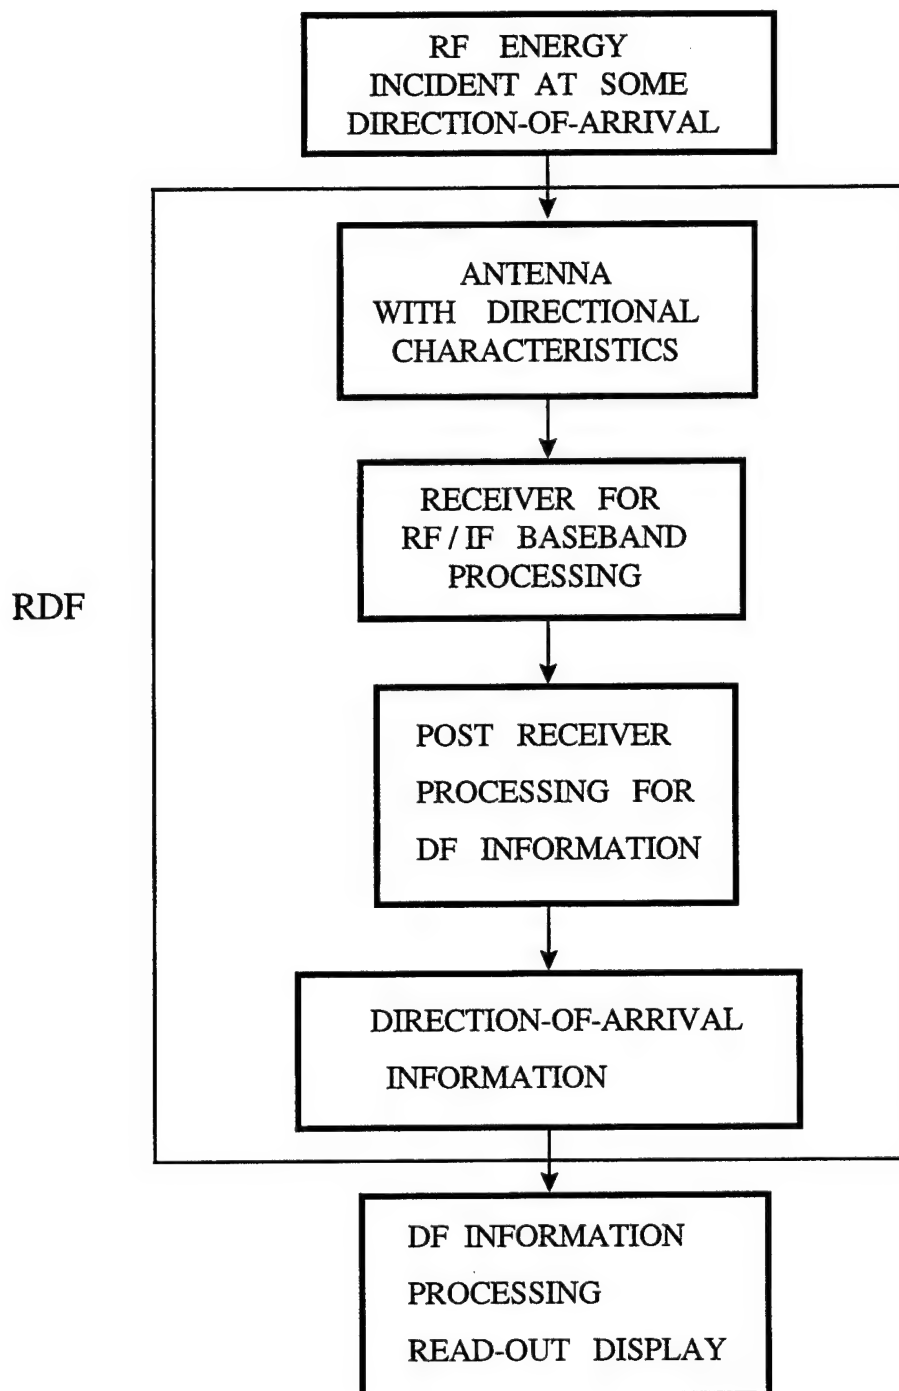 RF ENERGY
INCIDENT AT SOME
DIRECTION-OF-ARRIVAL
ANTENNA
WITH DIRECTIONAL
CHARACTERISTICS
RECEIVER FOR
RF / IF BASEBAND
PROCESSING
RDF
POST RECEIVER
PROCESSING FOR
DF INFORMATION
DIRECTION-OF-ARRIVAL
INFORMATION
DF INFORMATION
PROCESSING
READ-OUT DISPLAY